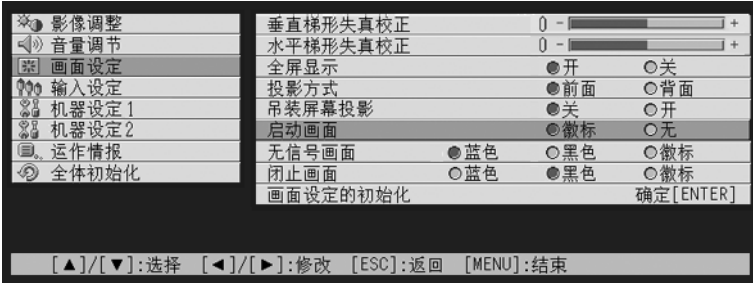 影像调整
音量调节
画面设定
输入设定
机器设定1
机器设定2
运作情报
全体初始化
垂直梯形失真校正 0 - +
水平梯形失真校正 0 - +
全屏显示 开 关
投影方式 前面 背面
吊装屏幕投影 关 开
启动画面 徽标 无
无信号画面 蓝色 黑色 徽标
闭止画面 蓝色 黑色 徽标
画面设定的初始化 确定[ENTER]
[▲]/[▼]:选择 [◄]/[►]:修改 [ESC]:返回 [MENU]:结束